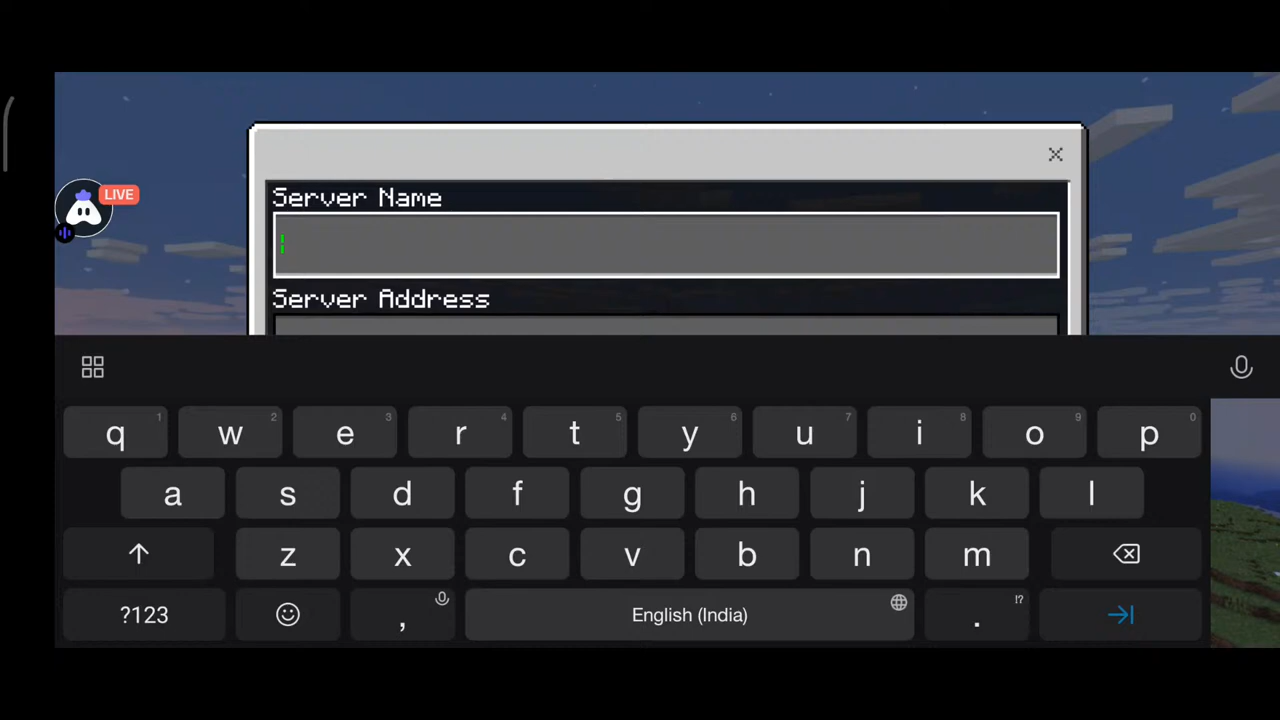 LIVE
Server Name
Server Address
q 1 w 2 e 3 r 4 t 5 y 6 u 7 i 8 o 9 p 0
a s d f g h j k l
z x c v b n m
?123 , English (India) . !?